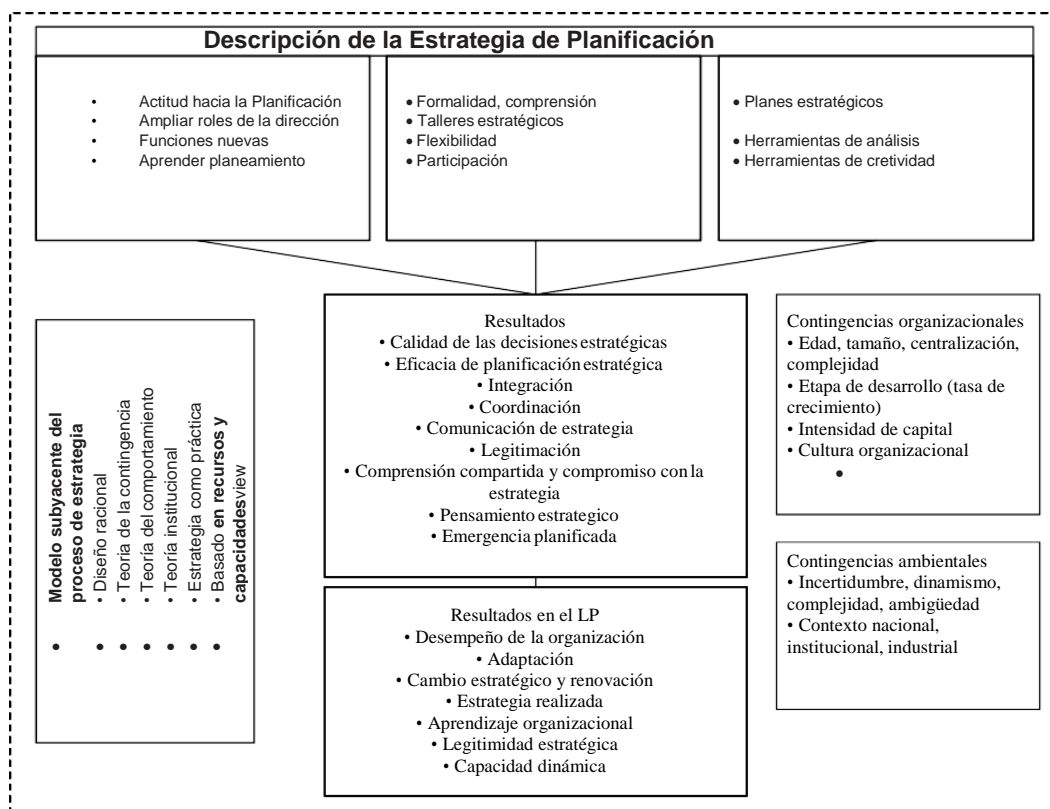 Descripción de la Estrategia de Planificación
• Actitud hacia la Planificación
• Ampliar roles de la dirección
• Funciones nuevas
• Aprender planeamiento
• Formalidad, comprensión
• Talleres estratégicos
• Flexibilidad
• Participación
• Planes estratégicos
• Herramientas de análisis
• Herramientas de cretividad
• Modelo subyacente del
proceso de estrategia
• • Diseño racional
• • Teoría de la contingencia
• • Teoría del comportamiento
• • Teoría institucional
• • Estrategia como práctica
• • Basado en recursos y
capacidadesview
Resultados
• Calidad de las decisiones estratégicas
• Eficacia de planificación estratégica
• Integración
• Coordinación
• Comunicación de estrategia
• Legitimación
• Comprensión compartida y compromiso con la
estrategia
• Pensamiento estrategico
• Emergencia planificada
Resultados en el LP
• Desempeño de la organización
• Adaptación
• Cambio estratégico y renovación
• Estrategia realizada
• Aprendizaje organizacional
• Legitimidad estratégica
• Capacidad dinámica
Contingencias organizacionales
• Edad, tamaño, centralización,
complejidad
• Etapa de desarrollo (tasa de
crecimiento)
• Intensidad de capital
• Cultura organizacional
•
Contingencias ambientales
• Incertidumbre, dinamismo,
complejidad, ambigüedad
• Contexto nacional,
institucional, industrial